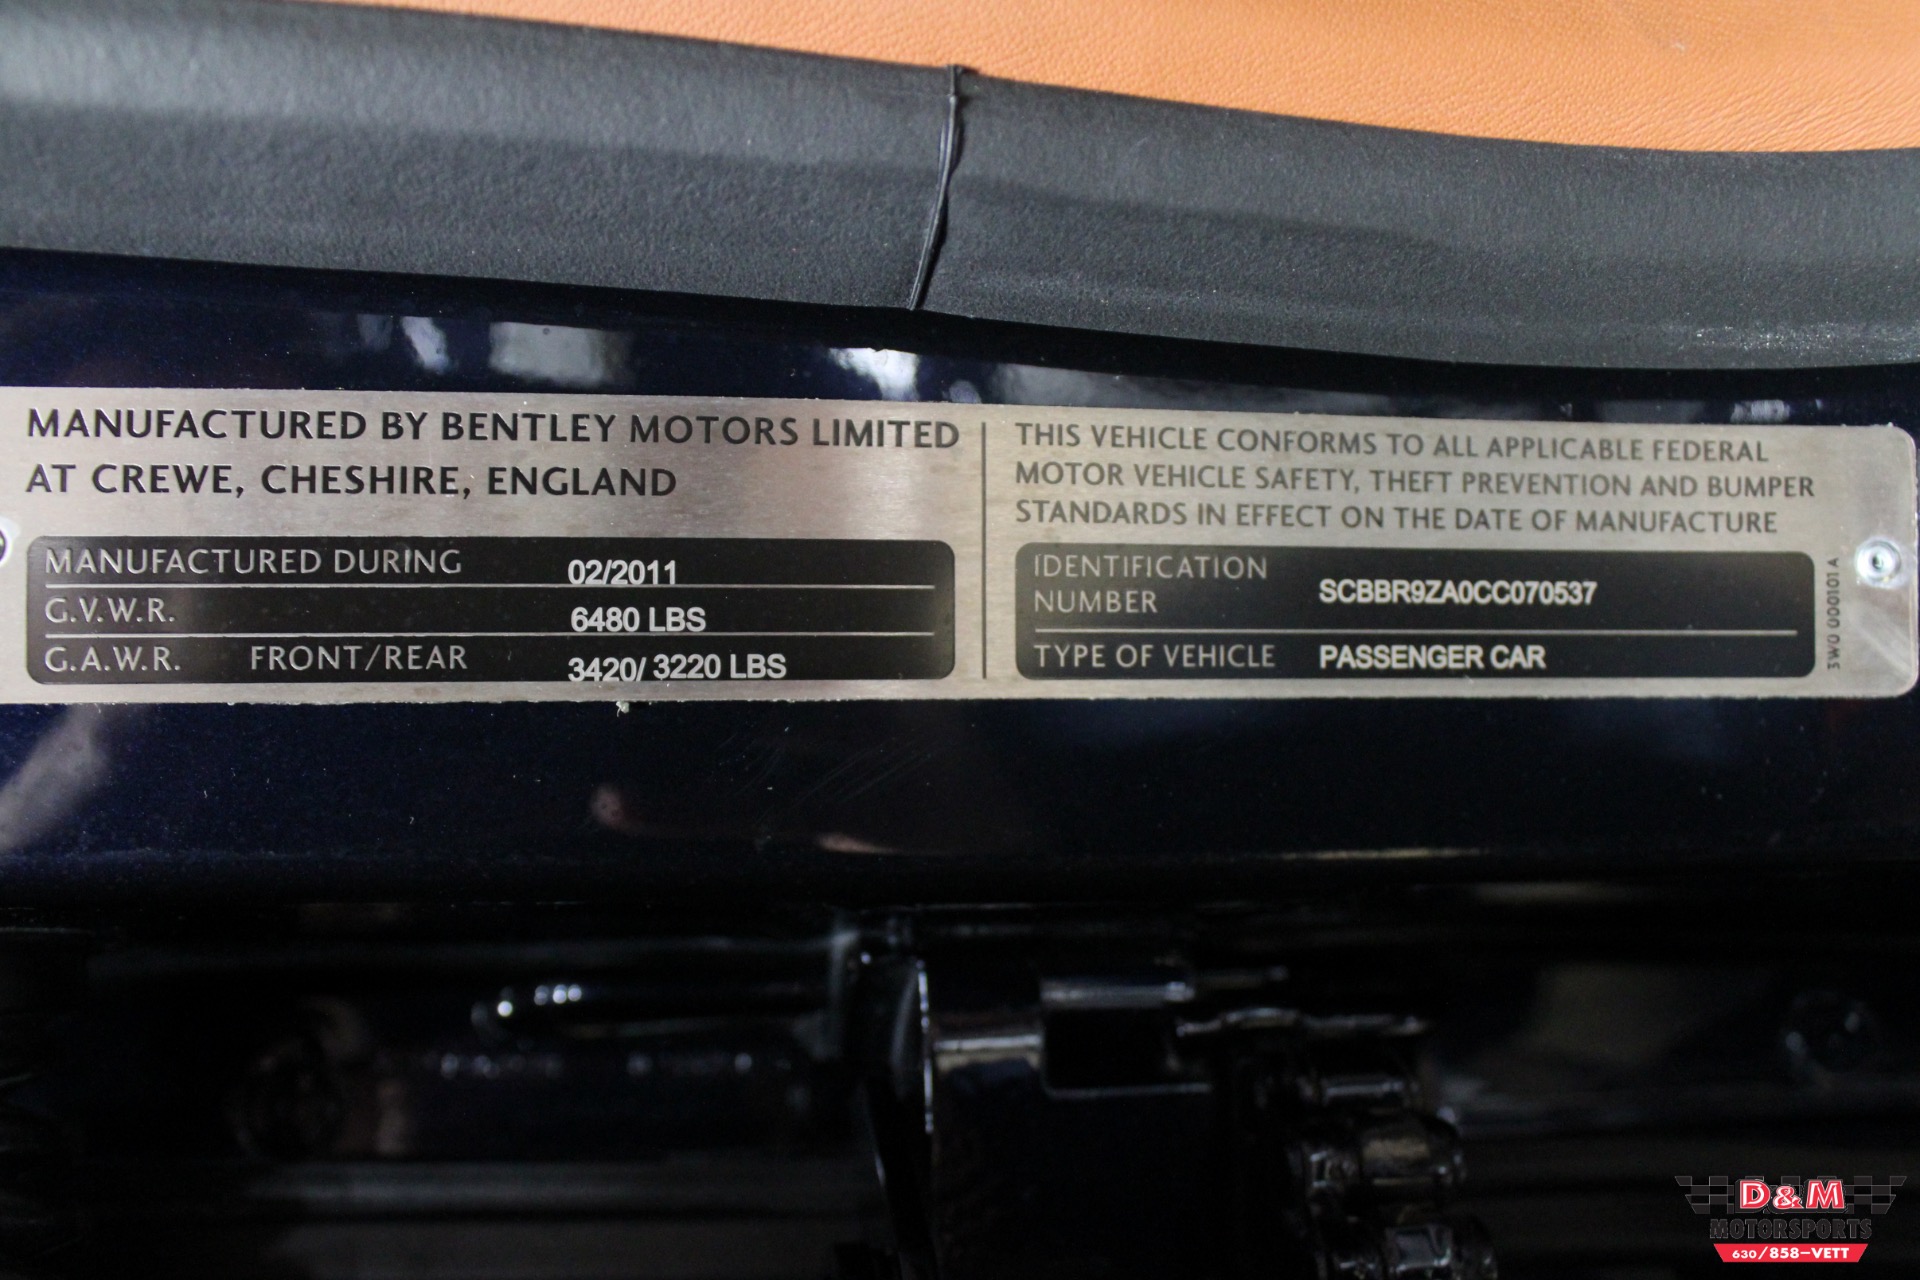 MANUFACTURED BY BENTLEY MOTORS LIMITED
AT CREWE, CHESHIRE, ENGLAND
MANUFACTURED DURING 02/2011
G.V.W.R. 6480 LBS
G.A.W.R. FRONT/REAR 3420/ 3220 LBS
THIS VEHICLE CONFORMS TO ALL APPLICABLE FEDERAL
MOTOR VEHICLE SAFETY, THEFT PREVENTION AND BUMPER
STANDARDS IN EFFECT ON THE DATE OF MANUFACTURE
IDENTIFICATION
NUMBER SCBBR9ZA0CC070537
TYPE OF VEHICLE PASSENGER CAR
3W0 000101 A
D&M
MOTORSPORTS
630/858-VETT